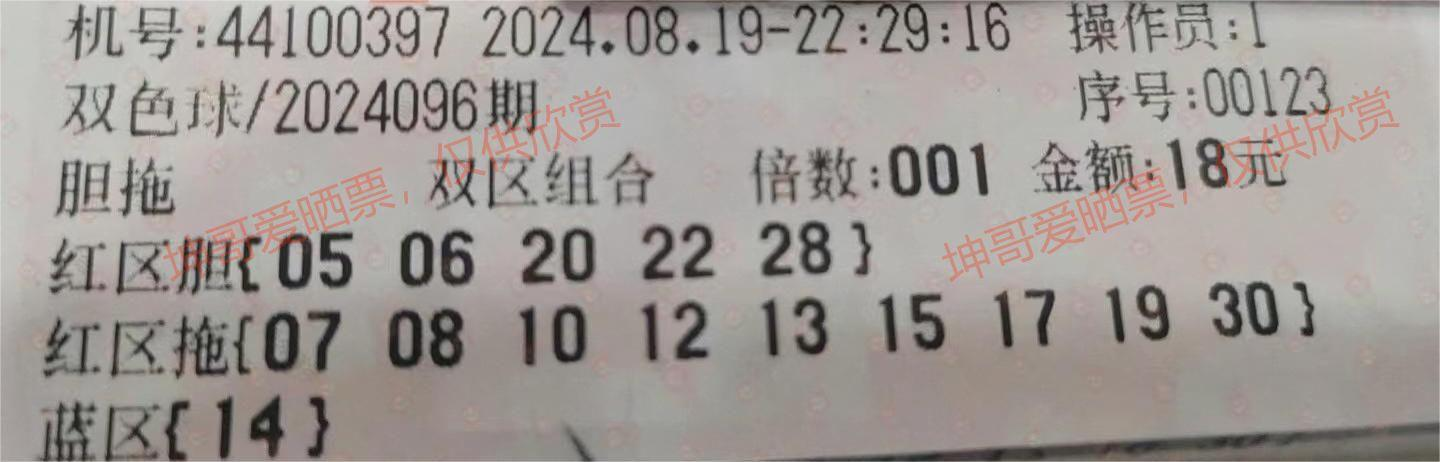 机号:44100397 2024.08.19-22:29:16 操作员:1
双色球/2024096期 序号:00123
胆拖 双区组合 倍数:001 金额:18元
红区胆{05 06 20 22 28}
红区拖{07 08 10 12 13 15 17 19 30}
蓝区{14}
坤哥爱晒票,仅供欣赏
坤哥爱晒票,仅供欣赏